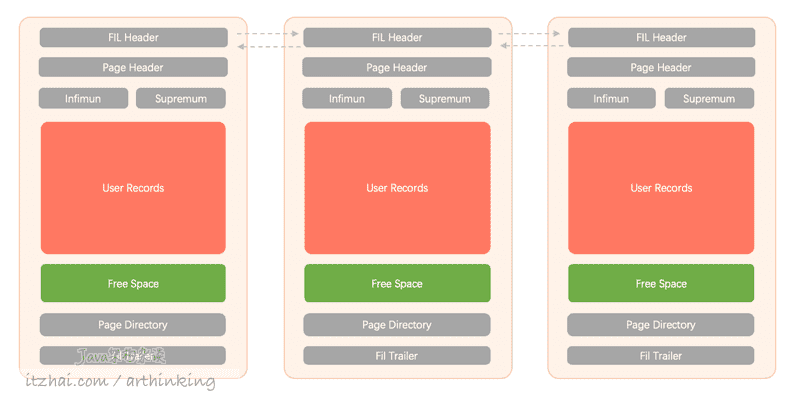 FIL Header FIL Header FIL Header
Page Header Page Header Page Header
Infimun Supremum Infimun Supremum Infimun Supremum
User Records User Records User Records
Free Space Free Space Free Space
Page Directory Page Directory Page Directory
Fil Trailer Fil Trailer Fil Trailer
Java
itzhai.com / arthinking